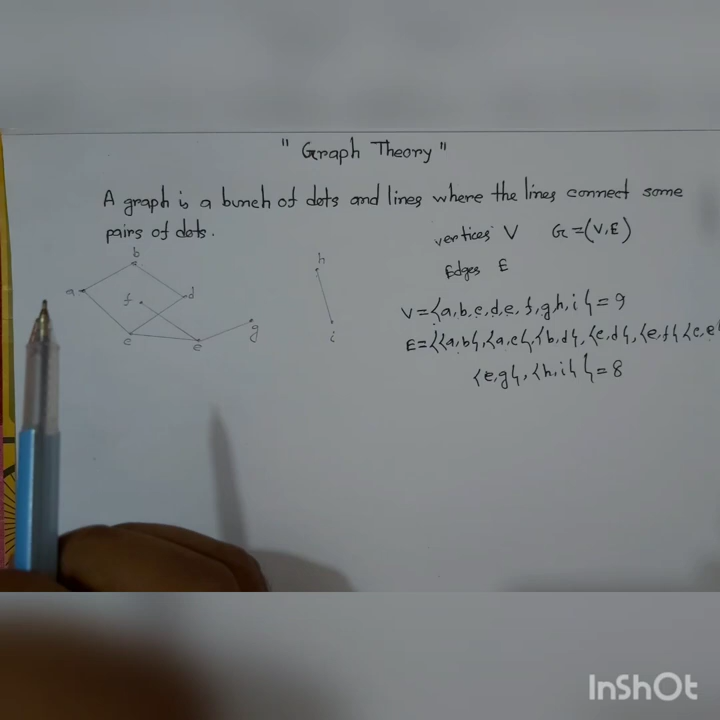 " Graph Theory "
A graph is a bunch of dots and lines where the lines connect some
pairs of dots.
vertices V G=(V,E)
Edges E
b
a
f
d
c
e
g
h
i
V={a,b,c,d,e,f,g,h,i}=9
E={{a,b},{a,c},{b,d},{c,d},{e,f},{c,e}
{e,g},{h,i}}=8
InShOt